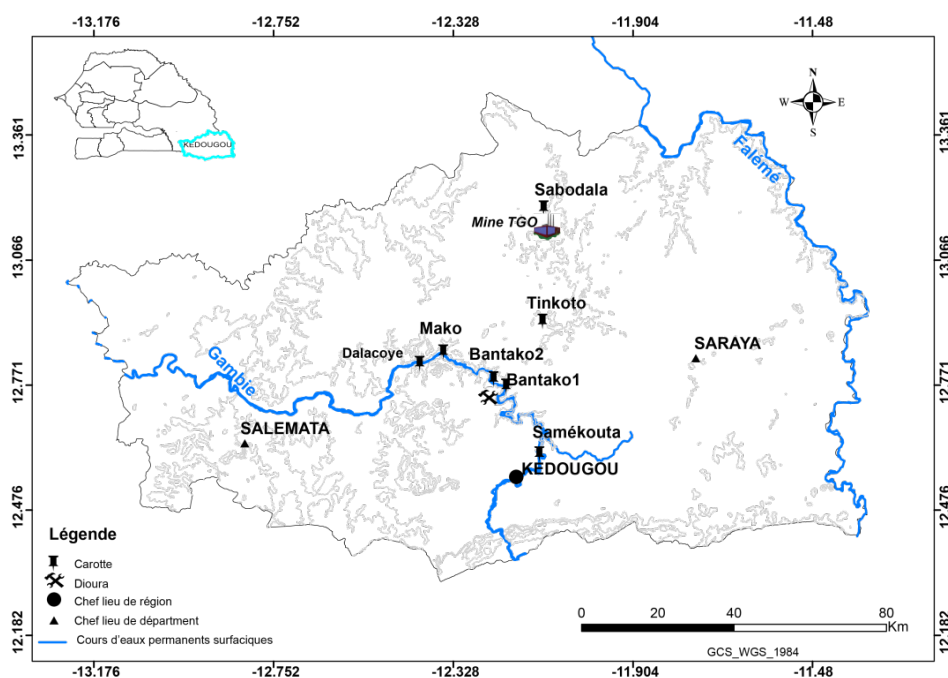 -13.176 -12.752 -12.328 -11.904 -11.48
13.361 13.361
N
W E
S
KEDOUGOU
Falémé
Sabodala
Mine TGO
13.066 13.066
Tinkoto
Mako
SARAYA
Dalacoye
Bantako2
Gambie
12.771 12.771
Bantako1
SALEMATA
Samékouta
KEDOUGOU
12.476 12.476
Légende
Carotte
Dioura
Chef lieu de région
Chef lieu de département
Cours d'eaux permanents surfaciques
0 20 40 80
Km
12.182 12.182
GCS_WGS_1984
-13.176 -12.752 -12.328 -11.904 -11.48